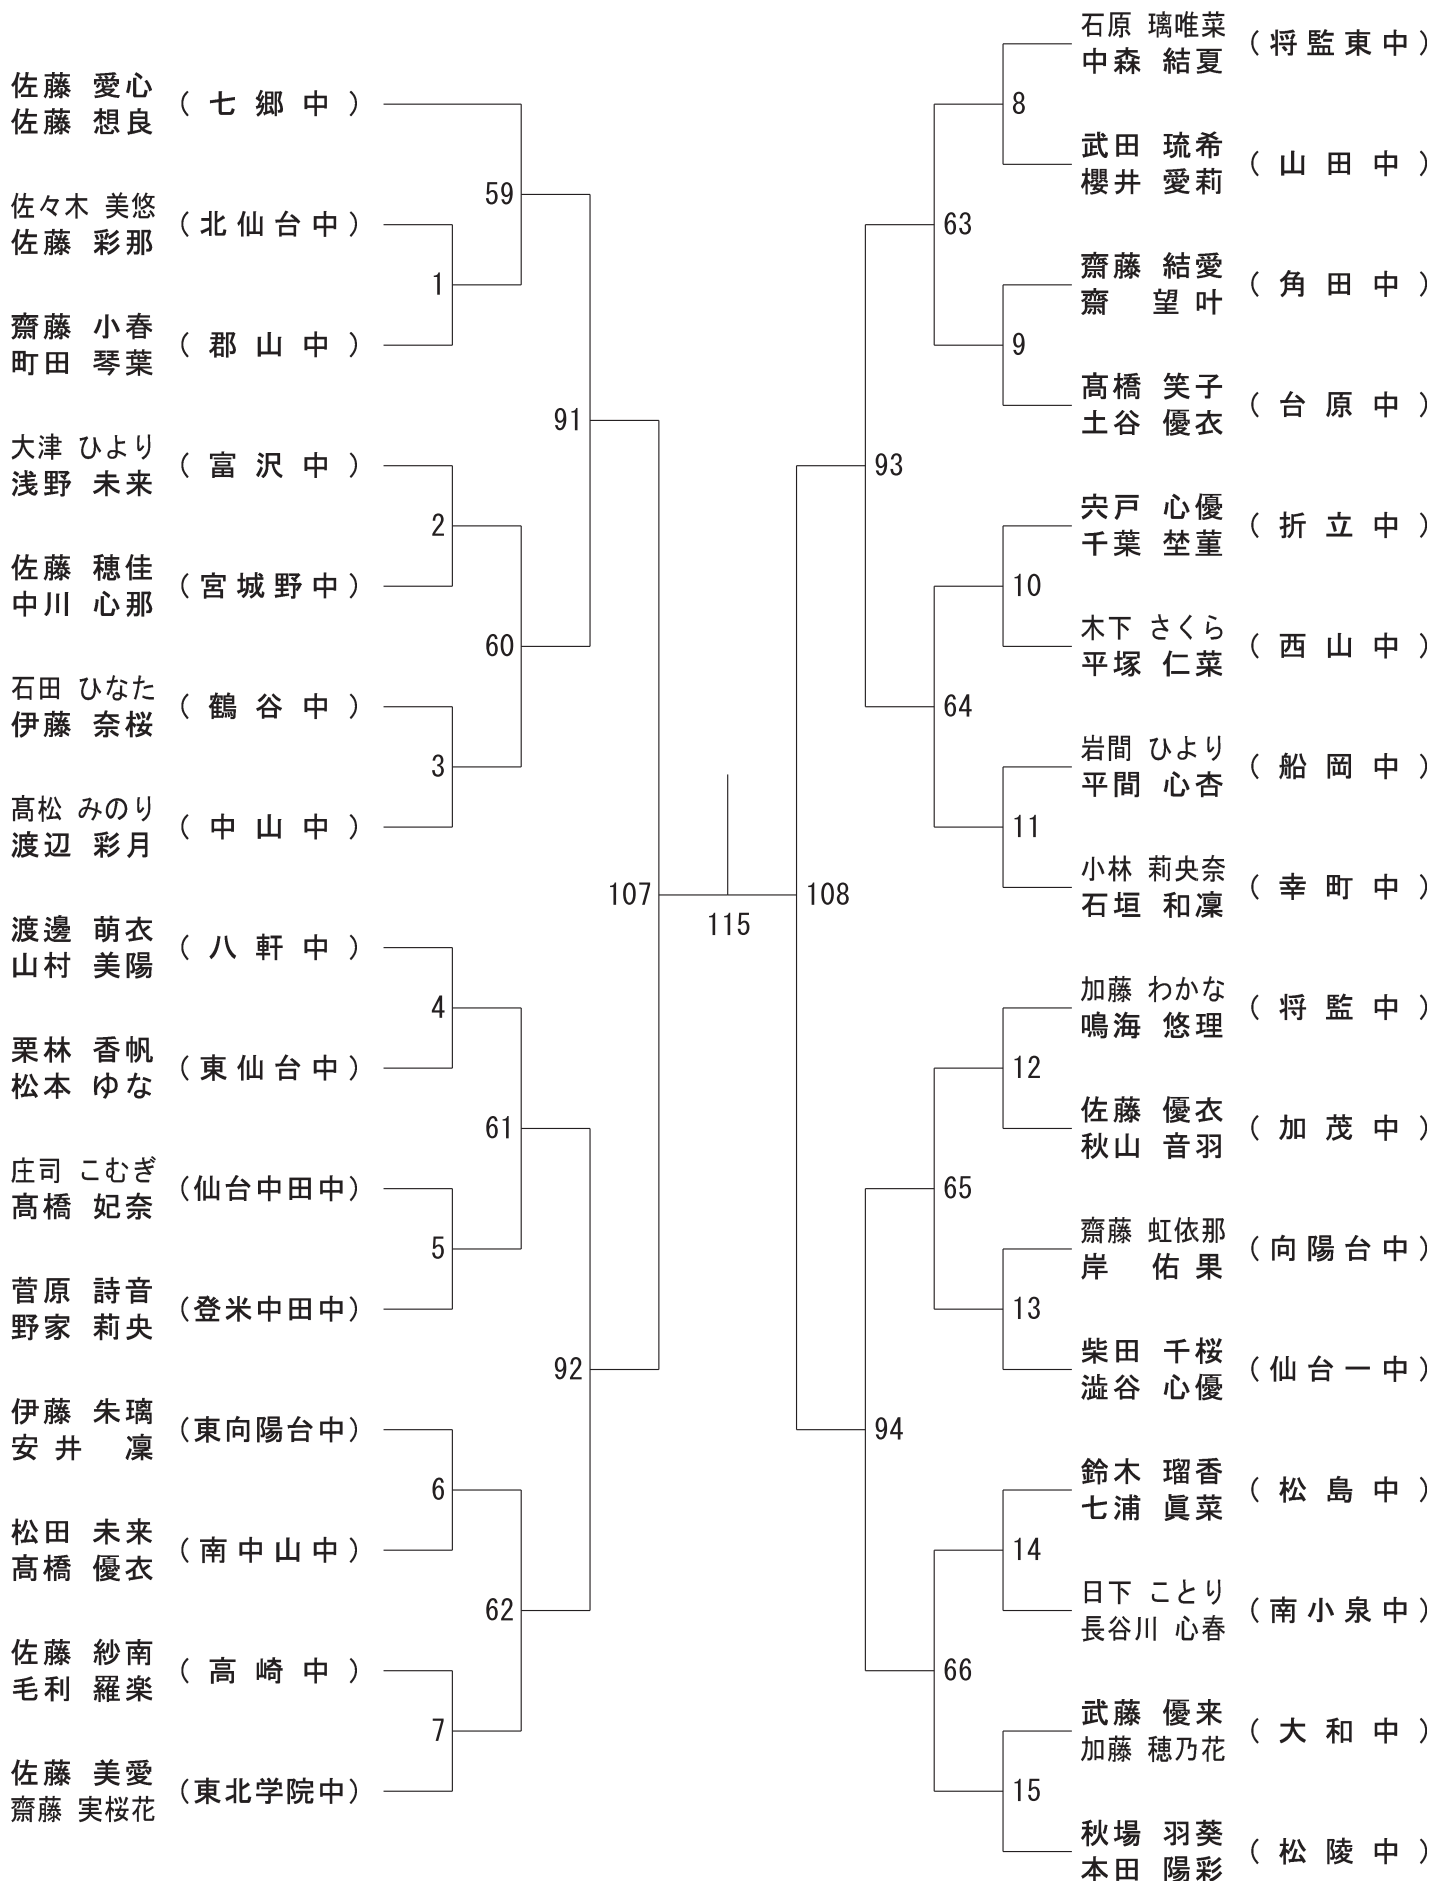 佐藤 愛心
佐藤 想良
(七郷中)
佐々木 美悠
佐藤 彩那
(北仙台中)
齋藤 小春
町田 琴葉
(郡山中)
大津 ひより
浅野 未来
(富沢中)
佐藤 穂佳
中川 心那
(宮城野中)
石田 ひなた
伊藤 奈桜
(鶴谷中)
髙松 みのり
渡辺 彩月
(中山中)
渡邊 萌衣
山村 美陽
(八軒中)
栗林 香帆
松本 ゆな
(東仙台中)
庄司 こむぎ
髙橋 妃奈
(仙台中田中)
菅原 詩音
野家 莉央
(登米中田中)
伊藤 朱璃
安井 凜
(東向陽台中)
松田 未来
髙橋 優衣
(南中山中)
佐藤 紗南
毛利 羅楽
(高崎中)
佐藤 美愛
齋藤 実桜花
(東北学院中)
59
1
91
2
60
3
107
4
61
5
92
6
62
7
115
石原 璃唯菜
中森 結夏
(将監東中)
武田 琉希
櫻井 愛莉
(山田中)
齋藤 結愛
齋 望叶
(角田中)
髙橋 笑子
土谷 優衣
(台原中)
宍戸 心優
千葉 埜菫
(折立中)
木下 さくら
平塚 仁菜
(西山中)
岩間 ひより
平間 心杏
(船岡中)
小林 莉央奈
石垣 和凜
(幸町中)
加藤 わかな
鳴海 悠理
(将監中)
佐藤 優衣
秋山 音羽
(加茂中)
齋藤 虹依那
岸 佑果
(向陽台中)
柴田 千桜
澁谷 心優
(仙台一中)
鈴木 瑠香
七浦 眞菜
(松島中)
日下 ことり
長谷川 心春
(南小泉中)
武藤 優来
加藤 穂乃花
(大和中)
秋場 羽葵
本田 陽彩
(松陵中)
8
63
9
93
10
64
11
108
12
65
13
94
14
66
15